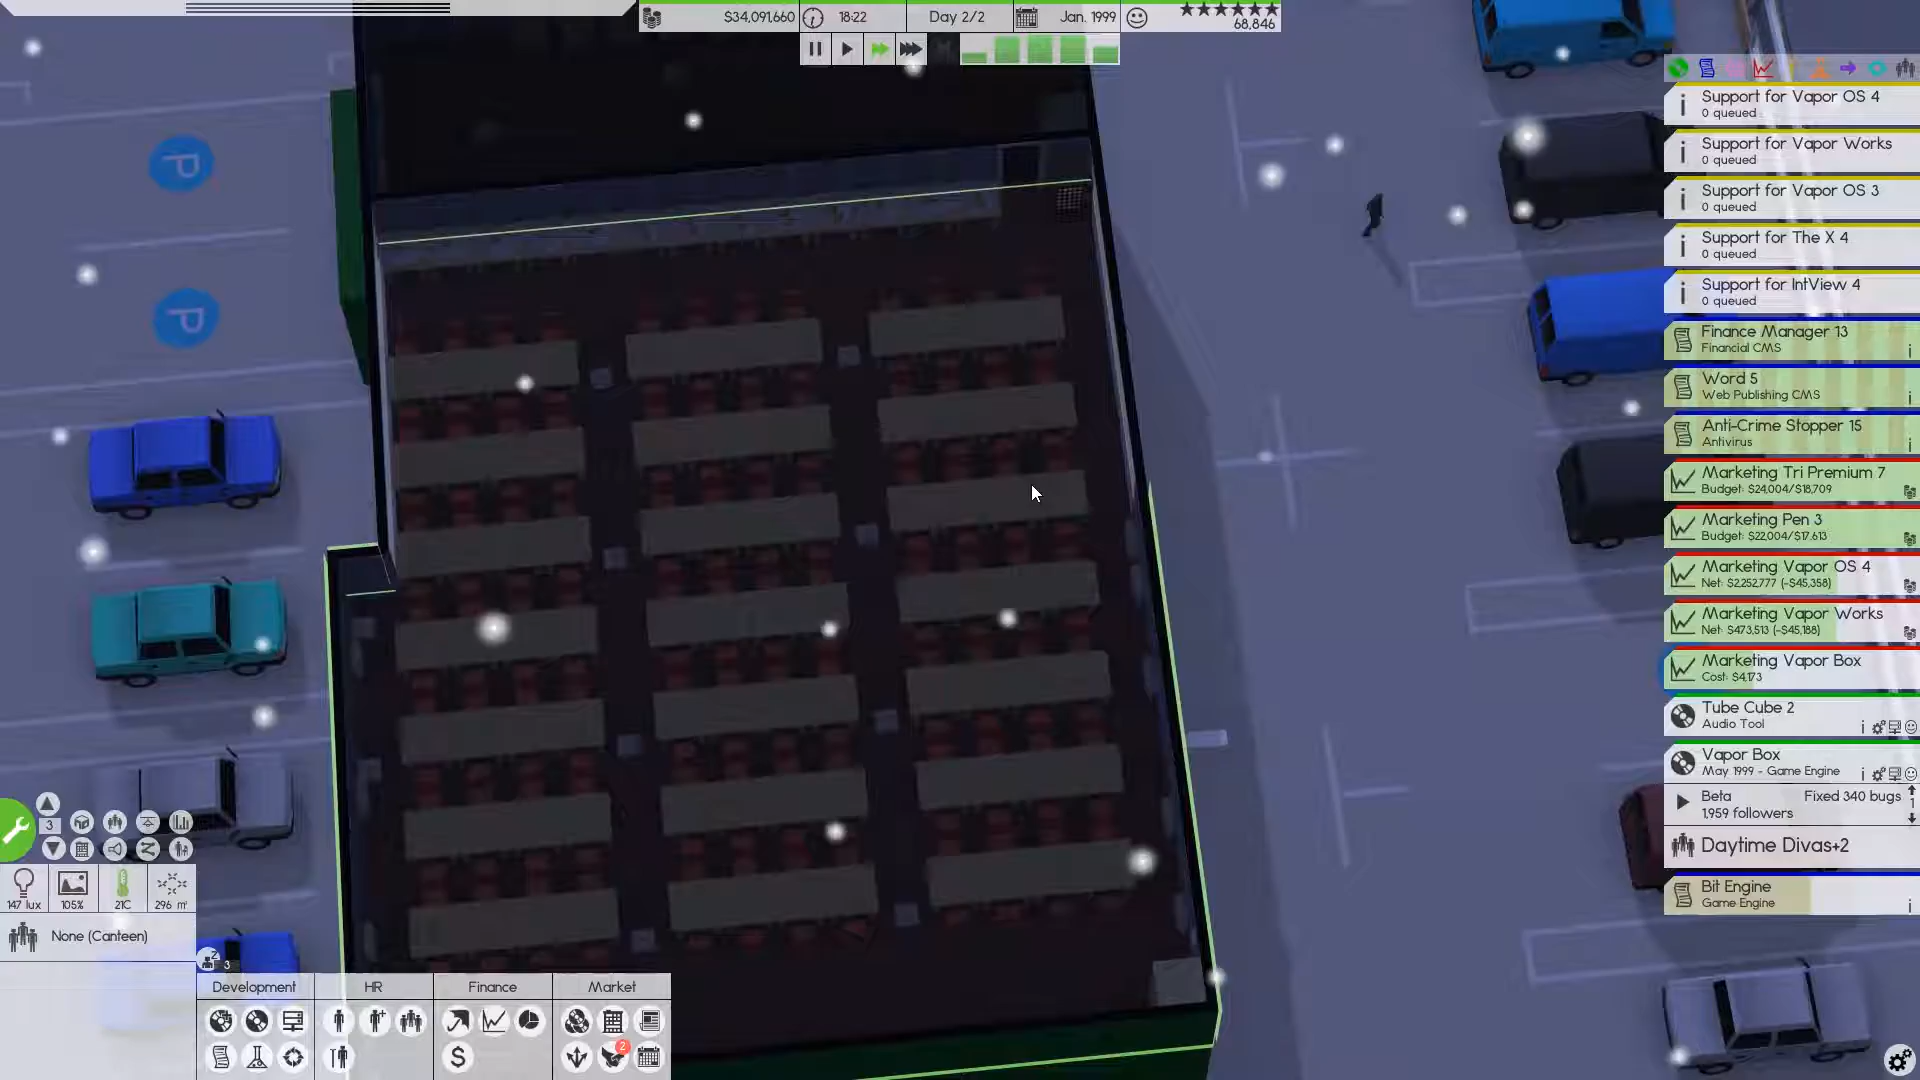 $34,091,660
18:22
Day 2/2
Jan. 1999
68,846
Support for Vapor OS 4
0 queued
Support for Vapor Works
0 queued
Support for Vapor OS 3
0 queued
Support for The X 4
0 queued
Support for IntView 4
0 queued
Finance Manager 13
Financial CMS
Word 5
Web Publishing CMS
Anti-Crime Stopper 15
Antivirus
Marketing Tri Premium 7
Budget: $24,004/$18,709
Marketing Pen 3
Budget: $22,004/$17,613
Marketing Vapor OS 4
Net: $2,252,777 (-$45,358)
Marketing Vapor Works
Net: $473,513 (-$45,188)
Marketing Vapor Box
Cost: $4,173
Tube Cube 2
Audio Tool
Vapor Box
May 1999 - Game Engine
Beta
Fixed 340 bugs
1
1,959 followers
Daytime Divas+2
Bit Engine
Game Engine
P
P
3
147 lux
105%
21C
296 m²
None (Canteen)
2
3
Development
HR
Finance
Market
2